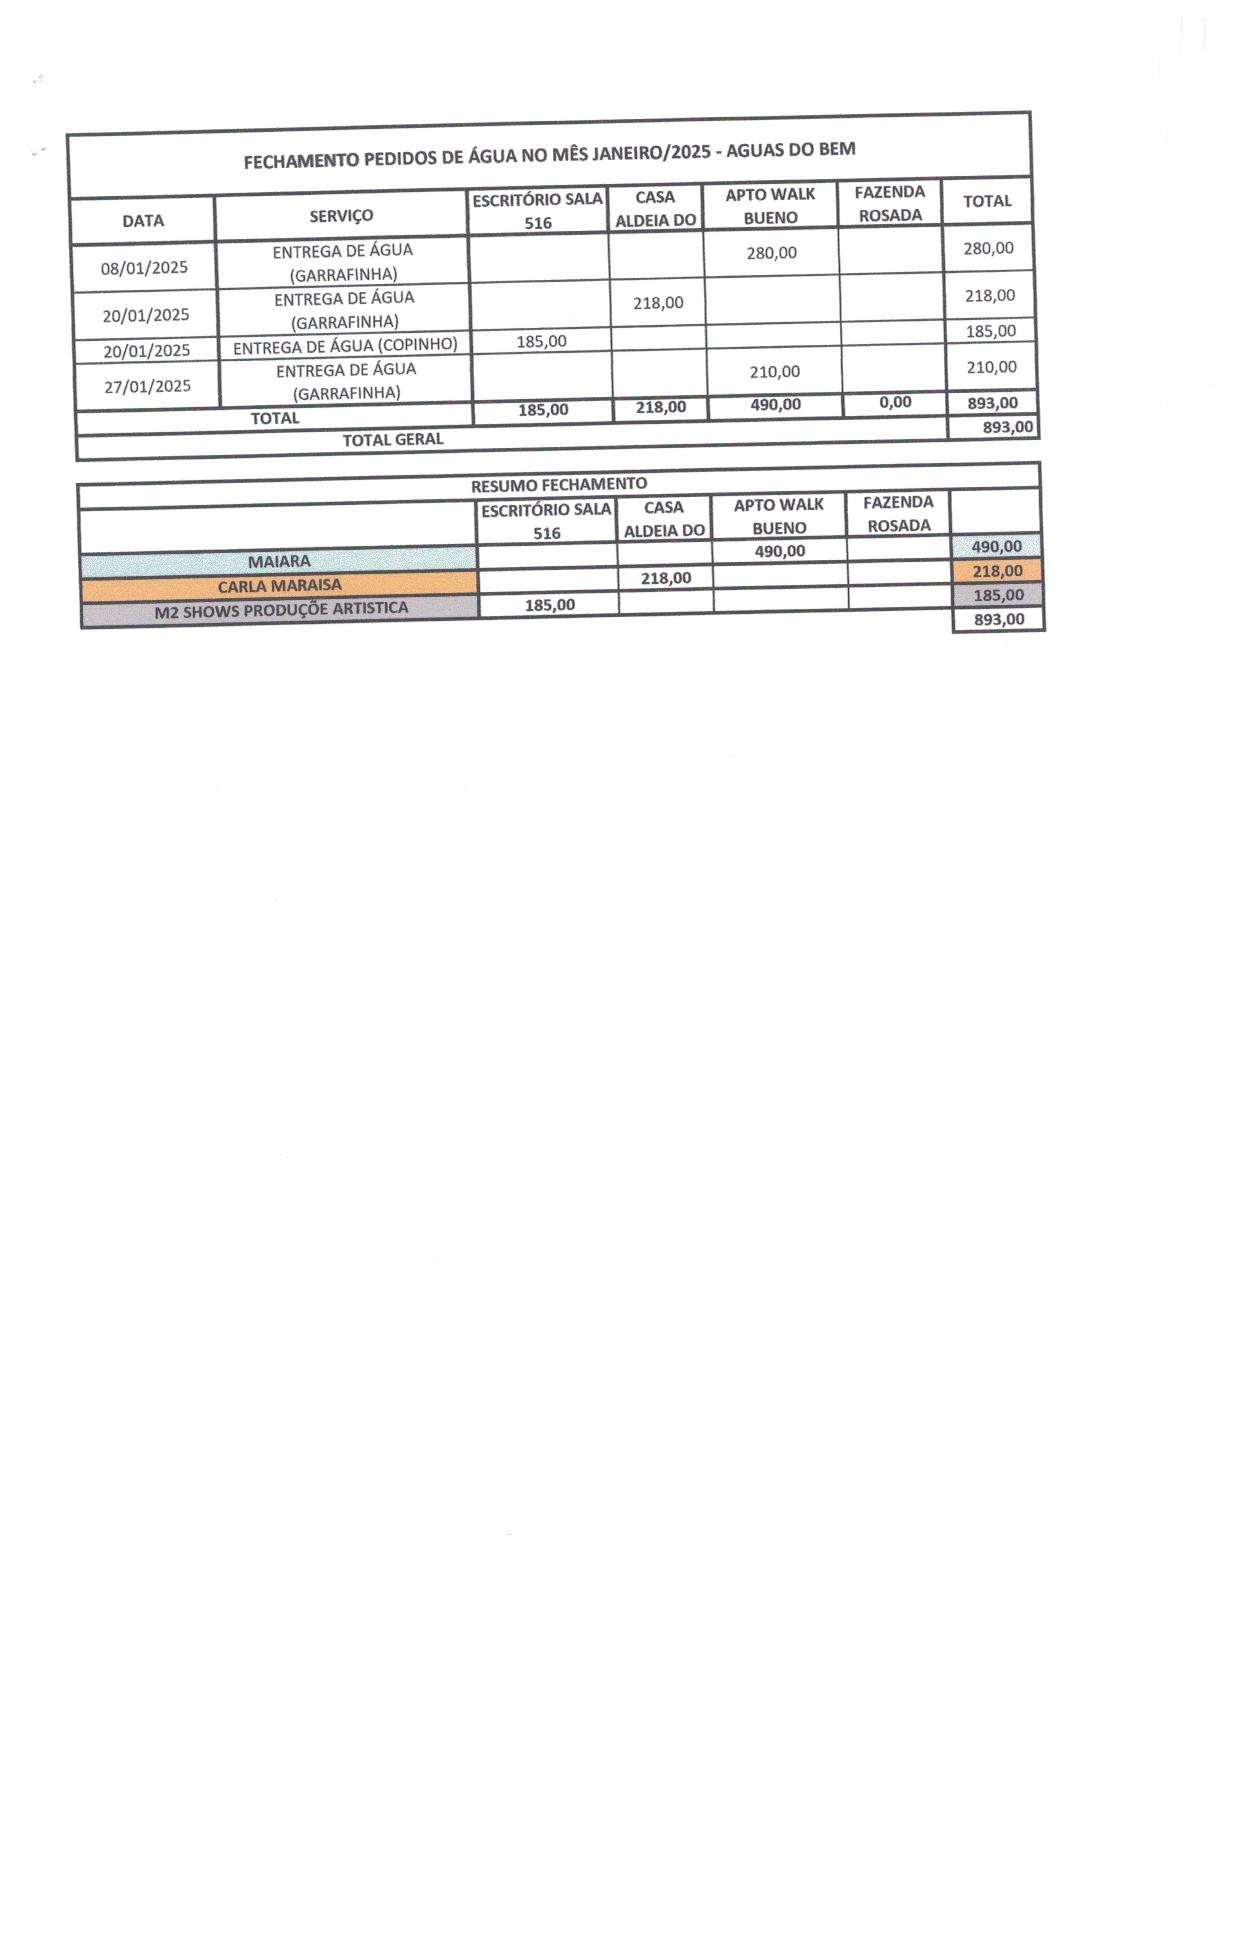 FECHAMENTO PEDIDOS DE ÁGUA NO MÊS JANEIRO/2025 - AGUAS DO BEM
DATA SERVIÇO ESCRITÓRIO SALA 516 CASA ALDEIA DO APTO WALK BUENO FAZENDA ROSADA TOTAL
08/01/2025 ENTREGA DE ÁGUA (GARRAFINHA) 280,00 280,00
20/01/2025 ENTREGA DE ÁGUA (GARRAFINHA) 218,00 218,00
20/01/2025 ENTREGA DE ÁGUA (COPINHO) 185,00 185,00
27/01/2025 ENTREGA DE ÁGUA (GARRAFINHA) 210,00 210,00
TOTAL 185,00 218,00 490,00 0,00 893,00
TOTAL GERAL 893,00
RESUMO FECHAMENTO
ESCRITÓRIO SALA 516 CASA ALDEIA DO APTO WALK BUENO FAZENDA ROSADA
MAIARA 490,00 490,00
CARLA MARAISA 218,00 218,00
M2 SHOWS PRODUÇÕE ARTISTICA 185,00 185,00
893,00